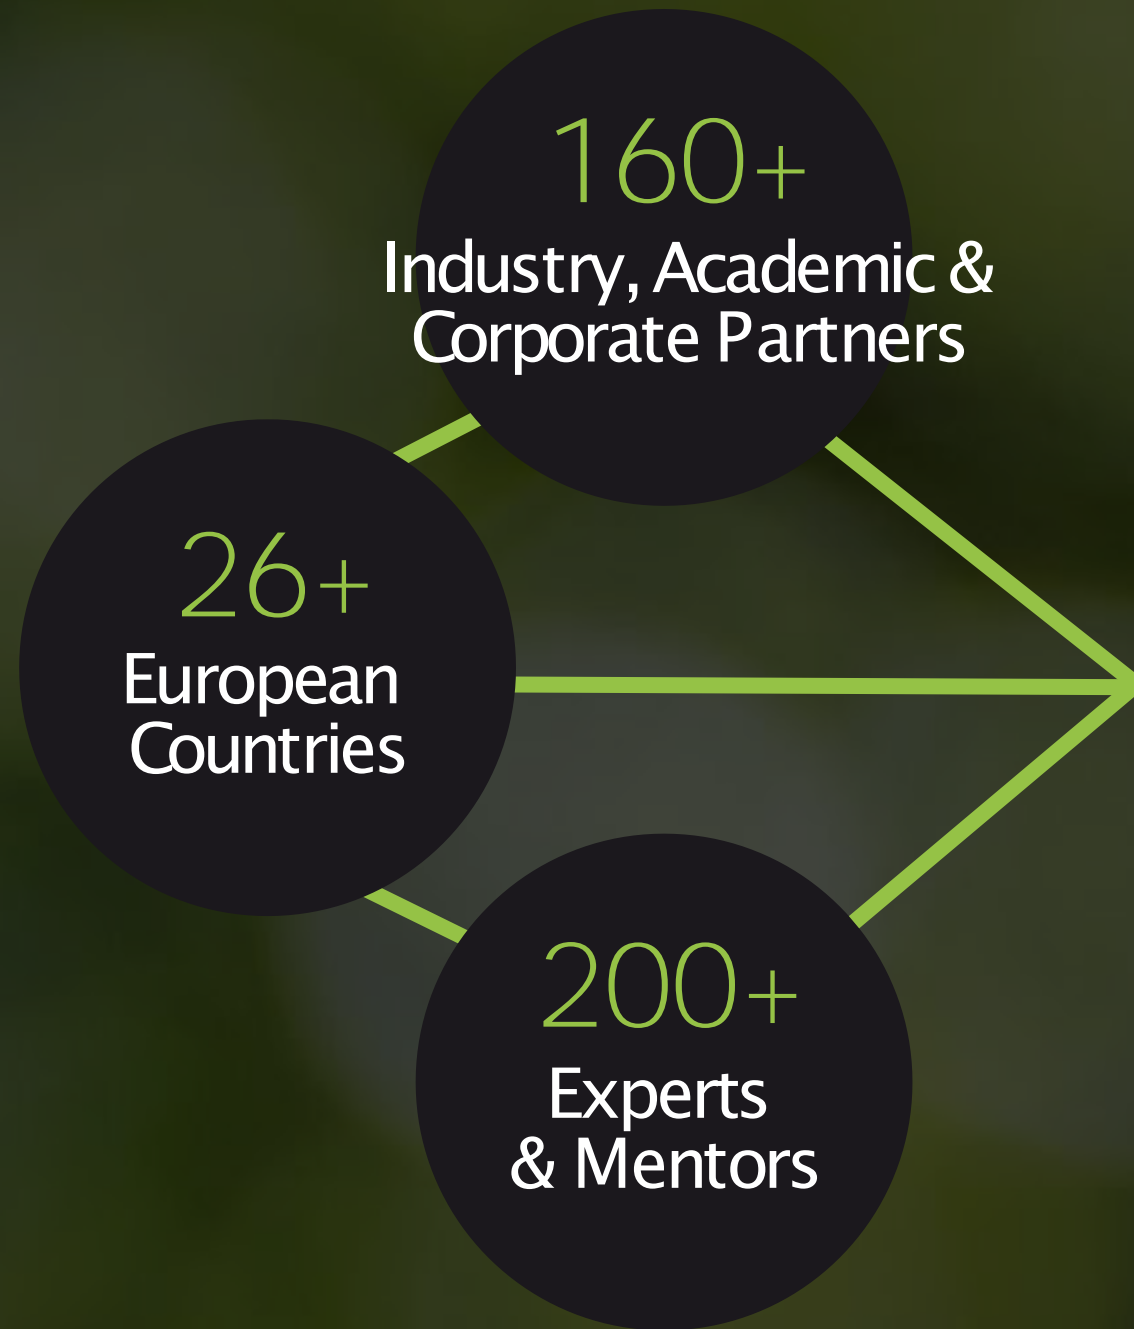 160+
Industry, Academic &
Corporate Partners
26+
European
Countries
200+
Experts
& Mentors